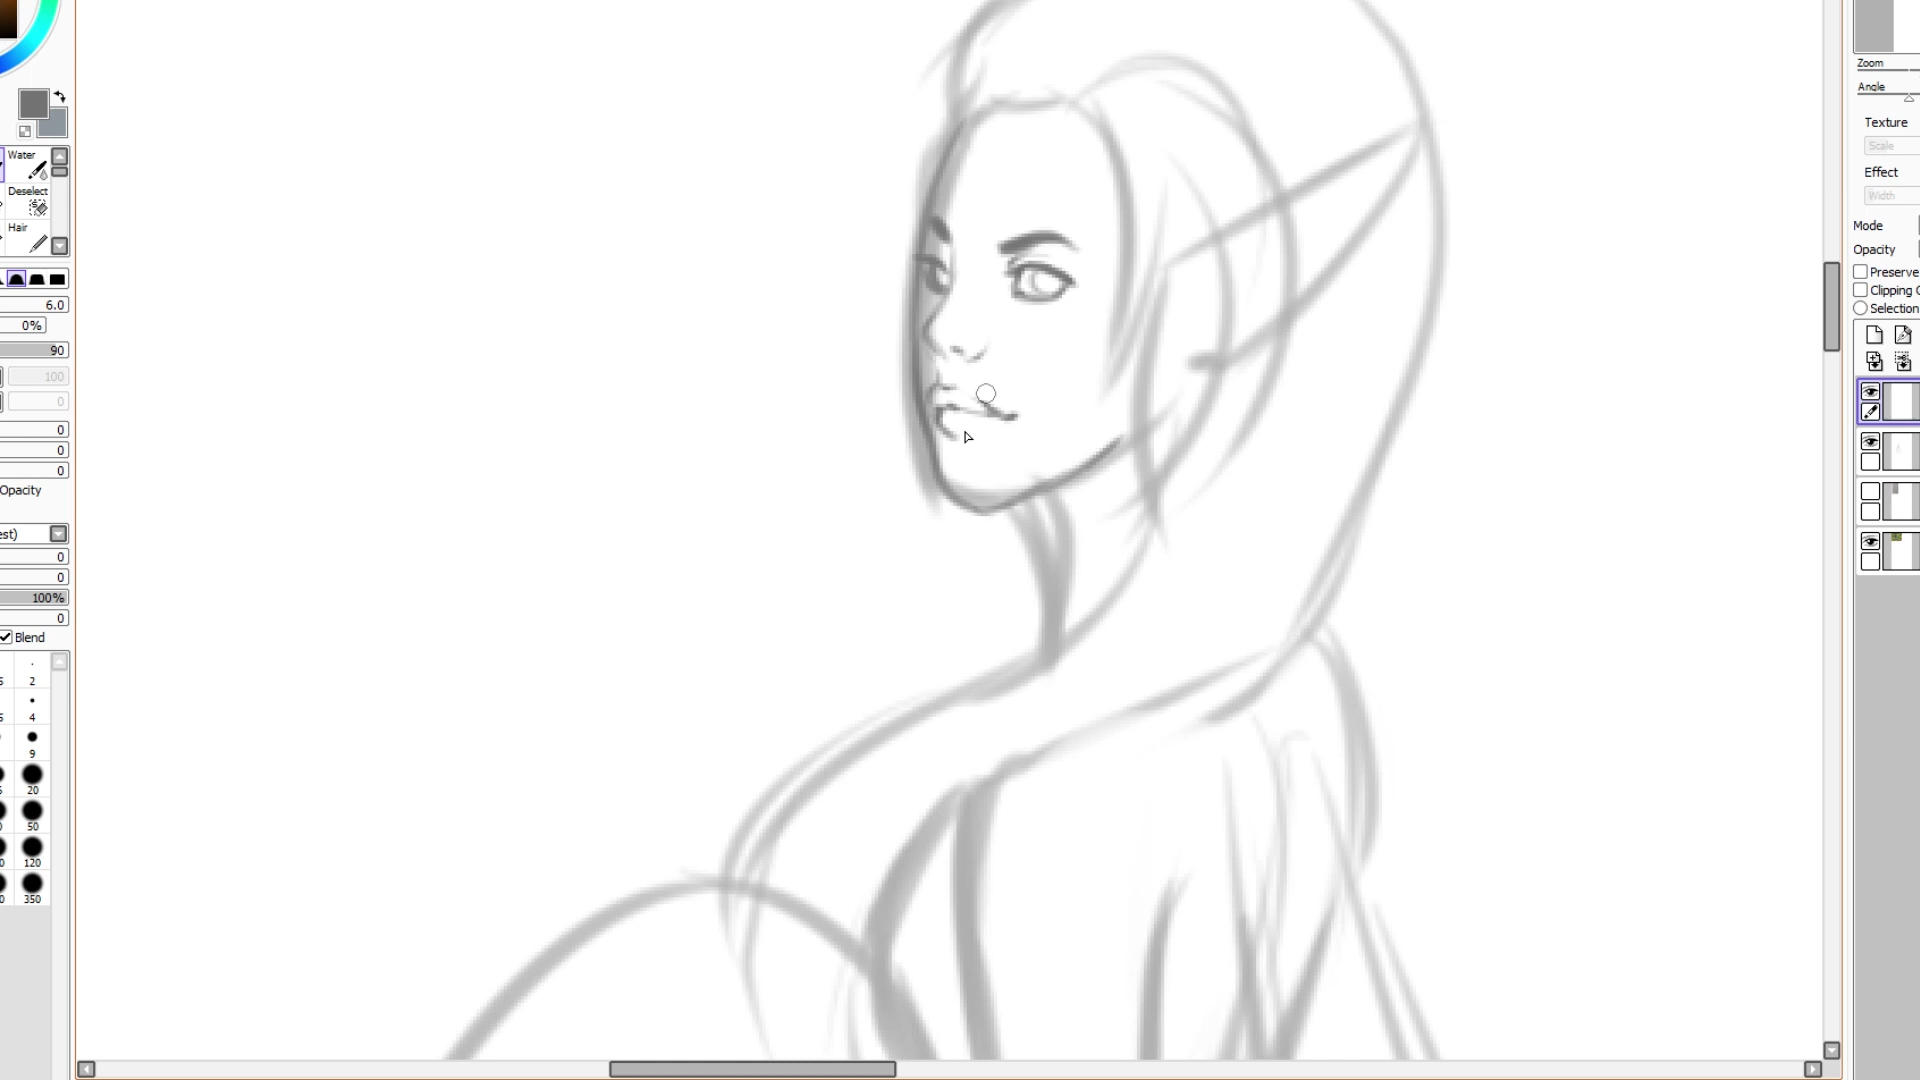 Water
Deselect
Hair
6.0
0%
90
100
0
0
0
0
Opacity
0
0
100%
0
Blend
2
4
9
20
50
120
350
Zoom
Angle
Texture
Scale
Effect
Width
Mode
Opacity
Preserve
Clipping
Selection